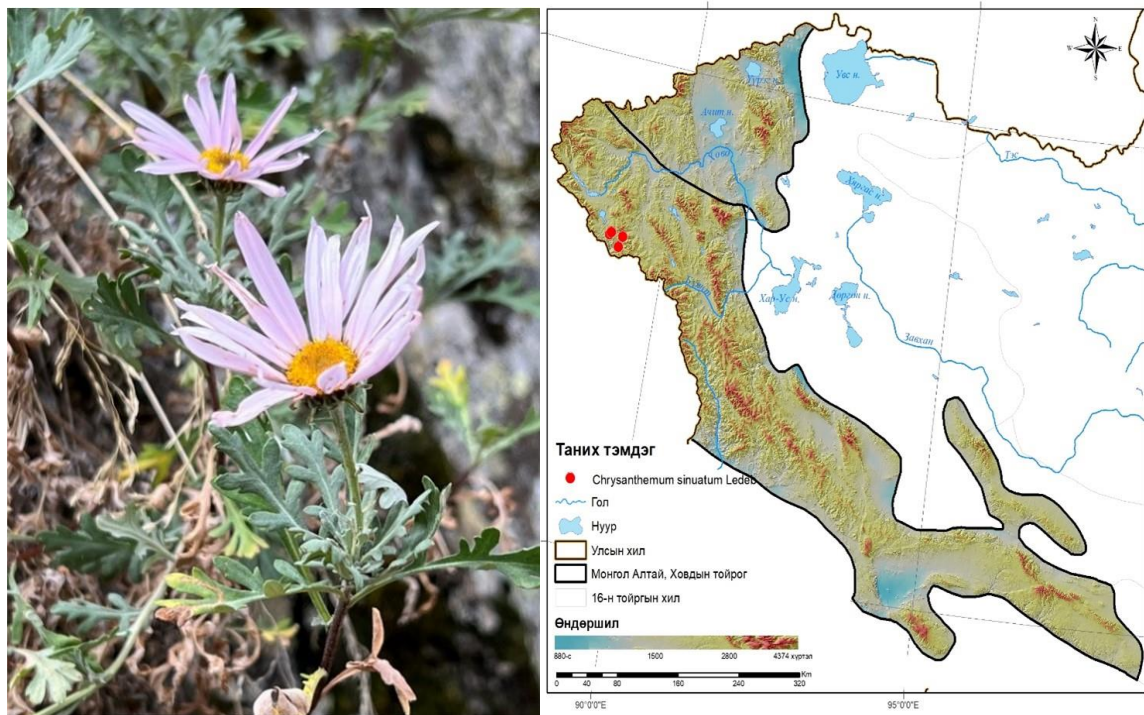 N
W
E
S
Увс н.
Ачит н.
Ховд
Тэс
Хяргас н.
Хар-Ус н.
Дөргөн н.
Завхан
Таних тэмдэг
Chrysanthemum sinuatum Ledeb
Гол
Нуур
Улсын хил
Монгол Алтай, Ховдын тойрог
16-н тойргын хил
Өндөршил
880-с
1500
2800
4374 хүртэл
Km
0
40
80
160
240
320
90°0'0"E
95°0'0"E